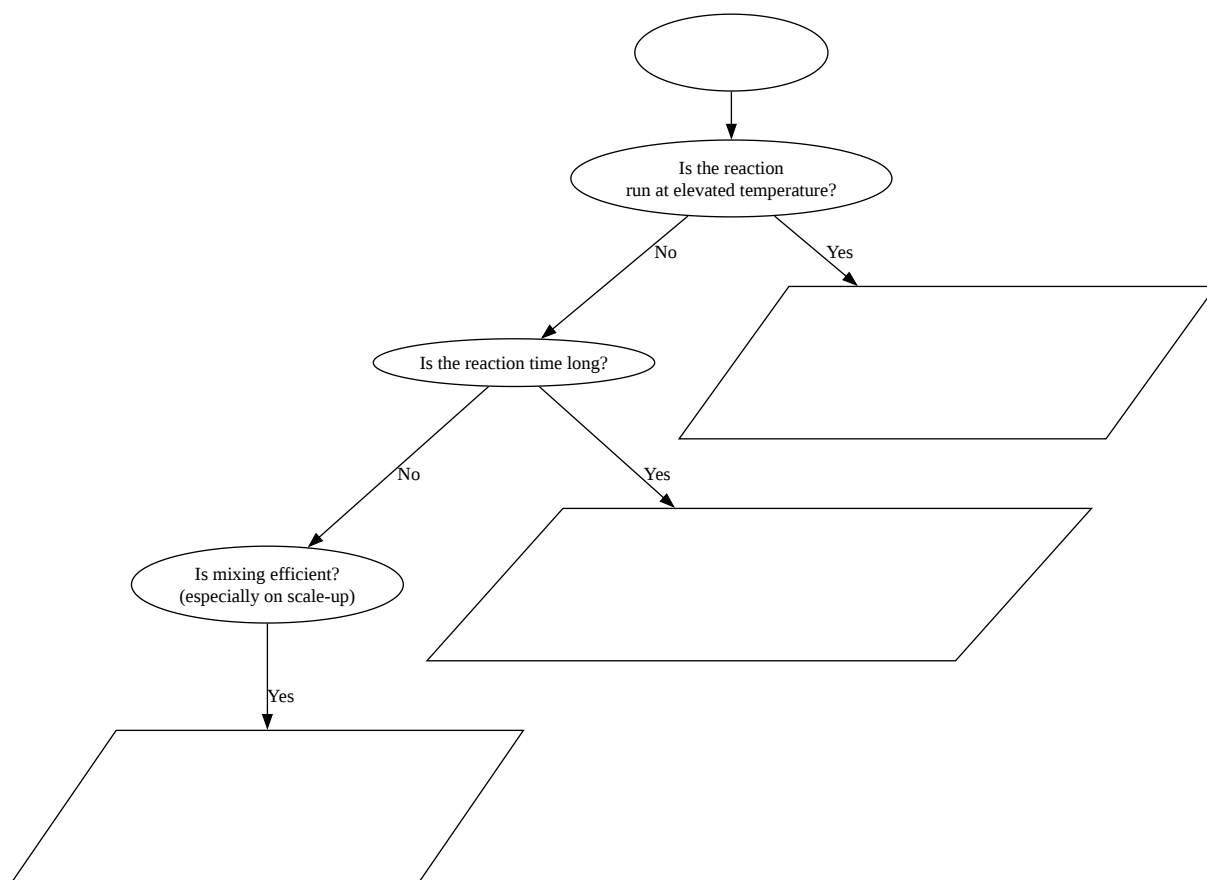 Is the reaction
run at elevated temperature?
No
Yes
Is the reaction time long?
No
Yes
Is mixing efficient?
(especially on scale-up)
Yes